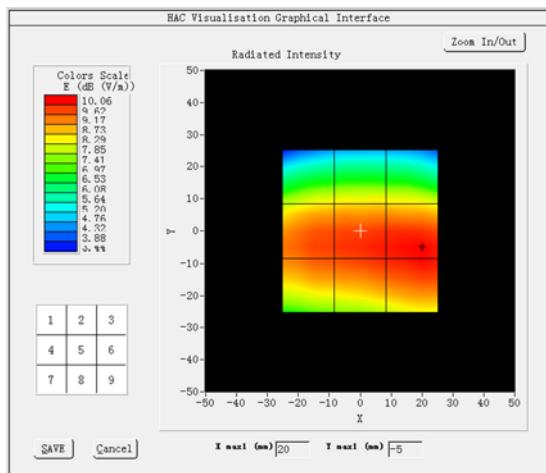 HAC Visualisation Graphical Interface
Zoom In/Out
Radiated Intensity
Colors Scale
E (dB (V/m))
10.06
9.62
9.17
8.73
8.29
7.85
7.41
6.97
6.53
6.08
5.64
5.20
4.76
4.32
3.88
3.44
50
40
30
20
10
0
-10
-20
-30
-40
-50
Y
-50 -40 -30 -20 -10 0 10 20 30 40 50
X
1 2 3
4 5 6
7 8 9
SAVE Cancel
X max1 (mm) 20 Y max1 (mm) -5